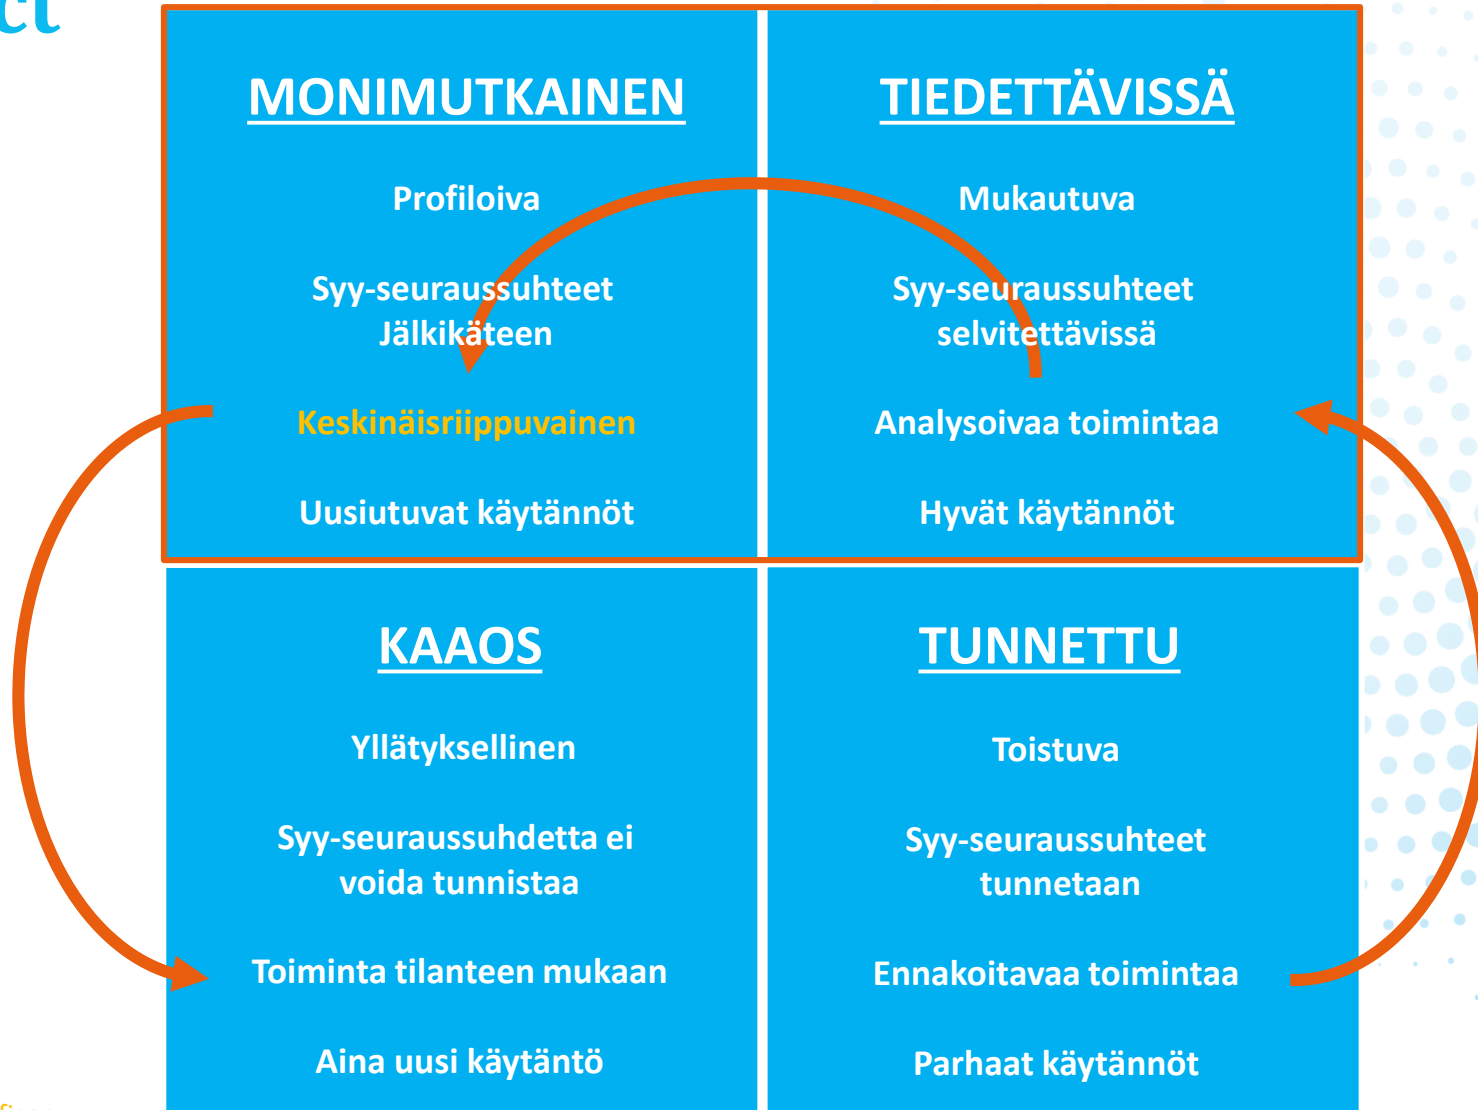 MONIMUTKAINEN
Profiloiva
Syy-seuraussuhteet
Jälkikäteen
Keskinäisriippuvainen
Uusiutuvat käytännöt
TIEDETTÄVISSÄ
Mukautuva
Syy-seuraussuhteet
selvitettävissä
Analysoivaa toimintaa
Hyvät käytännöt
KAAOS
Yllätyksellinen
Syy-seuraussuhdetta ei
voida tunnistaa
Toiminta tilanteen mukaan
Aina uusi käytäntö
TUNNETTU
Toistuva
Syy-seuraussuhteet
tunnetaan
Ennakoitavaa toimintaa
Parhaat käytännöt